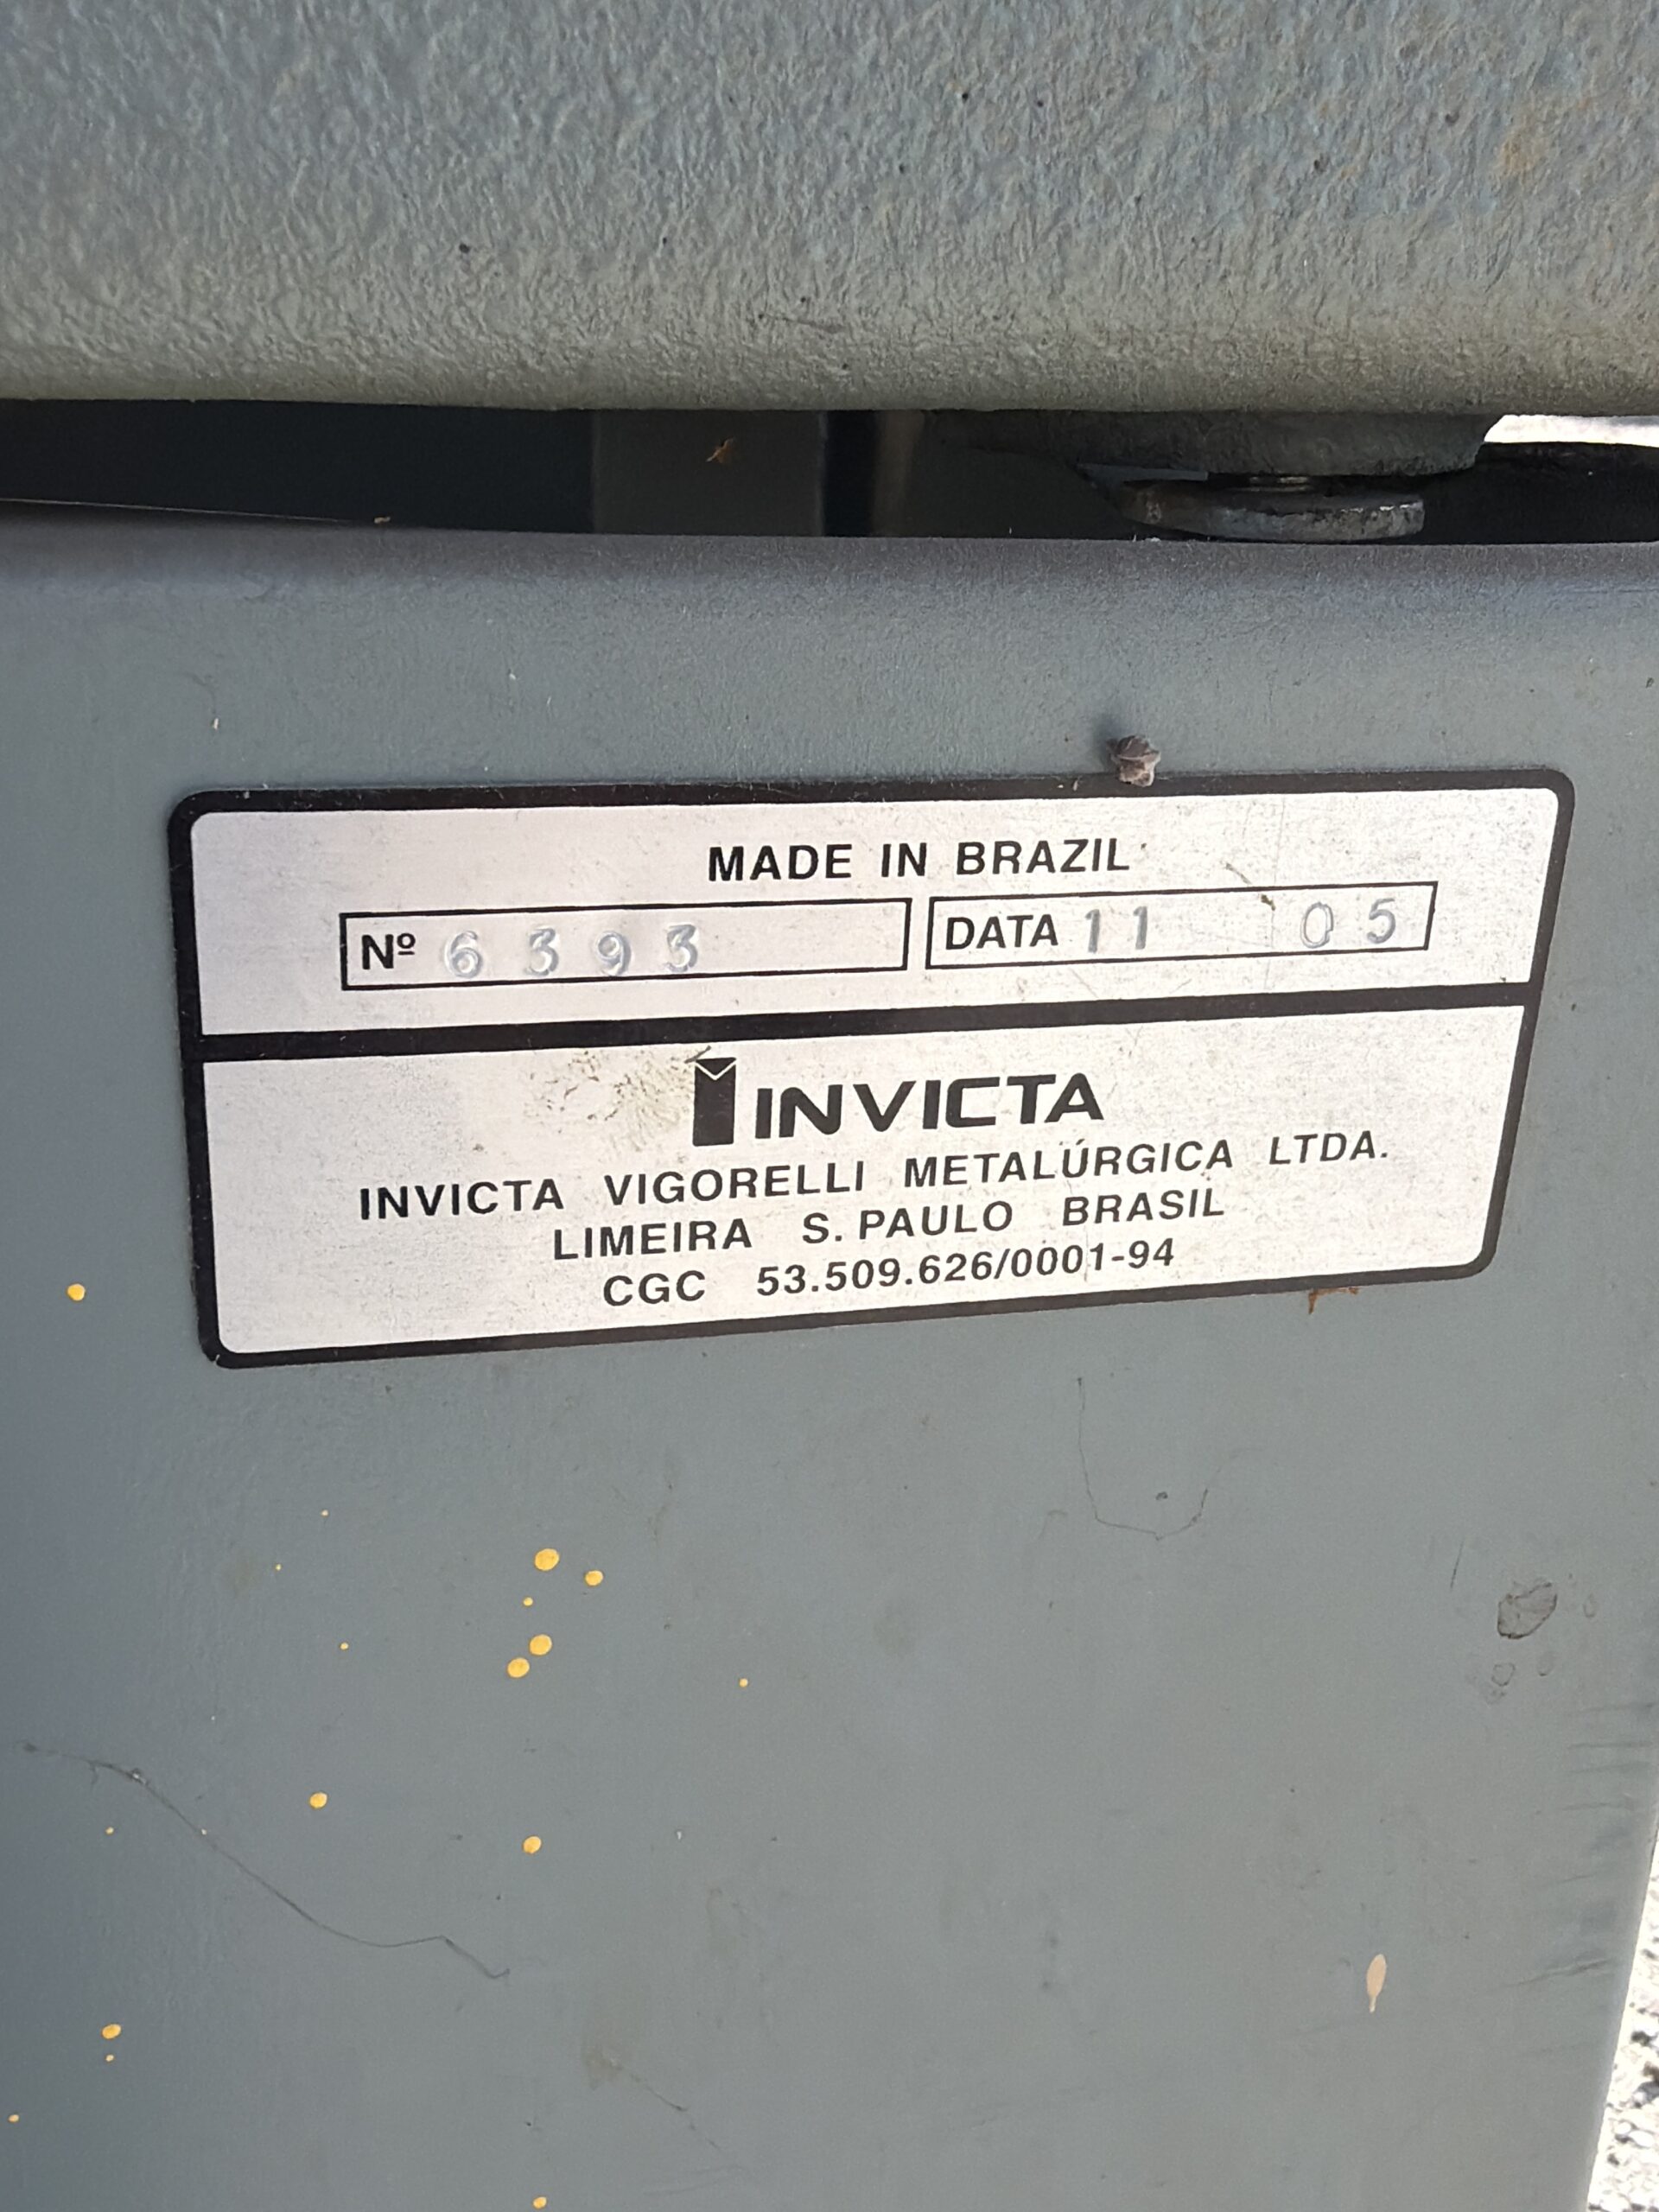 MADE IN BRAZIL
Nº 6393 DATA 11 05
INVICTA
INVICTA VIGORELLI METALÚRGICA LTDA.
LIMEIRA S. PAULO BRASIL
CGC 53.509.626/0001-94